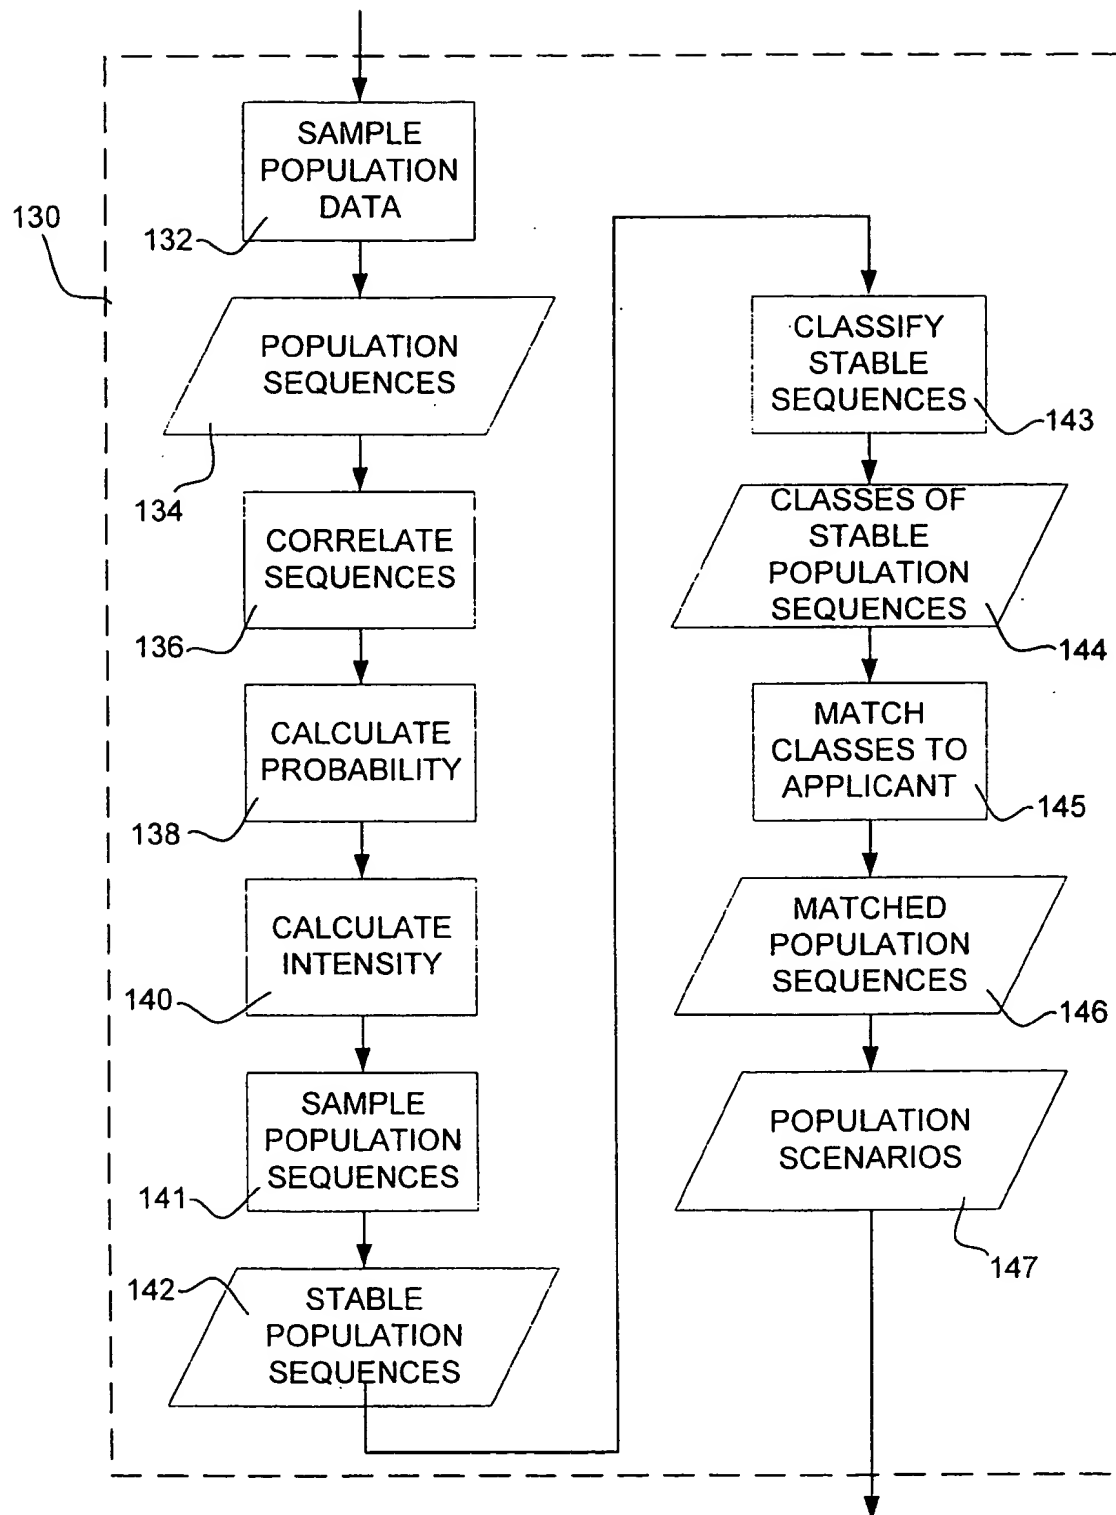 SAMPLE
POPULATION
DATA
132
130
POPULATION
SEQUENCES
134
CORRELATE
SEQUENCES
136
CALCULATE
PROBABILITY
138
CALCULATE
INTENSITY
140
SAMPLE
POPULATION
SEQUENCES
141
142
STABLE
POPULATION
SEQUENCES
CLASSIFY
STABLE
SEQUENCES
143
CLASSES OF
STABLE
POPULATION
SEQUENCES
144
MATCH
CLASSES TO
APPLICANT
145
MATCHED
POPULATION
SEQUENCES
146
POPULATION
SCENARIOS
147